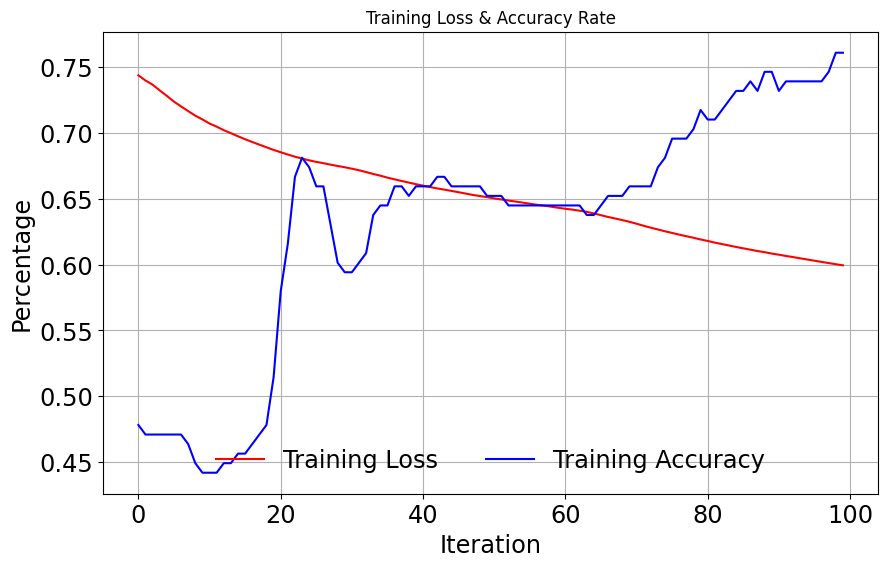 Training Loss & Accuracy Rate
0.75
0.70
0.65
0.60
0.55
0.50
0.45
Percentage
Training Loss Training Accuracy
0 20 40 60 80 100
Iteration